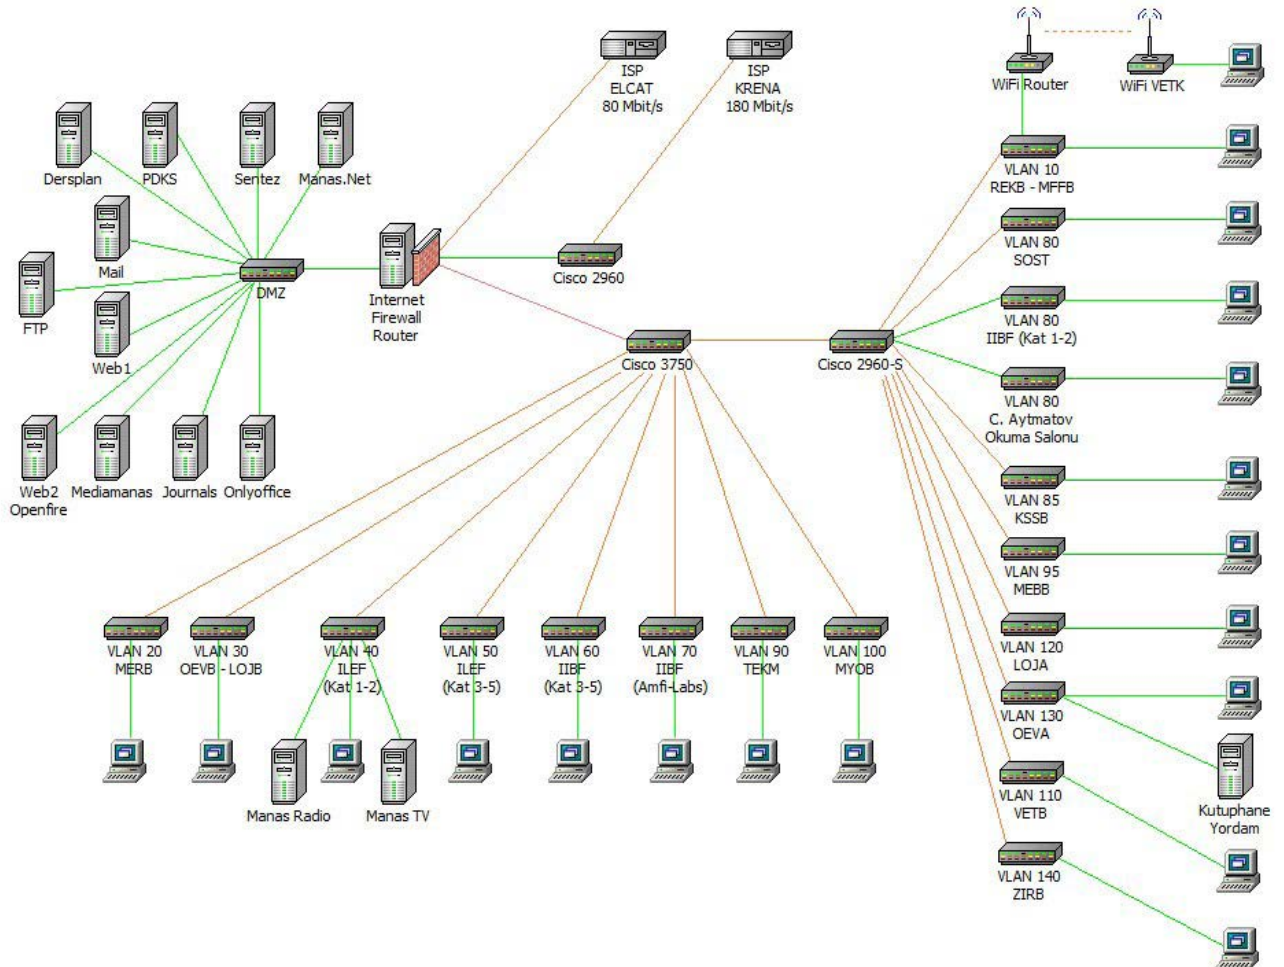 ISP
ELCAT
80 Mbit/s
ISP
KRENA
180 Mbit/s
WiFi Router
WiFi VETK
Dersplan
PDKS
Sentez
Manas.Net
VLAN 10
REKB - MFFB
Mail
FTP
DMZ
Web1
Internet
Firewall
Router
Cisco 2960
VLAN 80
SOST
VLAN 80
IIBF (Kat 1-2)
Cisco 3750
Cisco 2960-S
VLAN 80
C. Aytmatov
Okuma Salonu
Web2
Openfire
Mediamanas
Journals
Onlyoffice
VLAN 85
KSSB
VLAN 95
MEBB
VLAN 20
MERB
VLAN 30
OEVB - LOJB
VLAN 40
ILEF
(Kat 1-2)
VLAN 50
ILEF
(Kat 3-5)
VLAN 60
IIBF
(Kat 3-5)
VLAN 70
IIBF
(Amfi-Labs)
VLAN 90
TEKM
VLAN 100
MYOB
VLAN 120
LOJA
VLAN 130
OEVA
Manas Radio
Manas TV
VLAN 110
VETB
Kutuphane
Yordam
VLAN 140
ZIRB